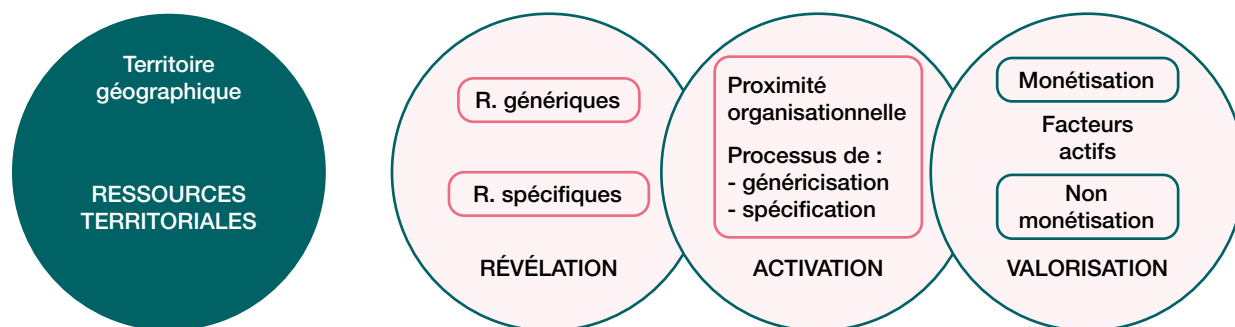 Territoire
géographique
RESSOURCES
TERRITORIALES
R. génériques
R. spécifiques
RÉVÉLATION
Proximité
organisationnelle
Processus de :
- généricisation
- spécification
ACTIVATION
Monétisation
Facteurs
actifs
Non
monétisation
VALORISATION